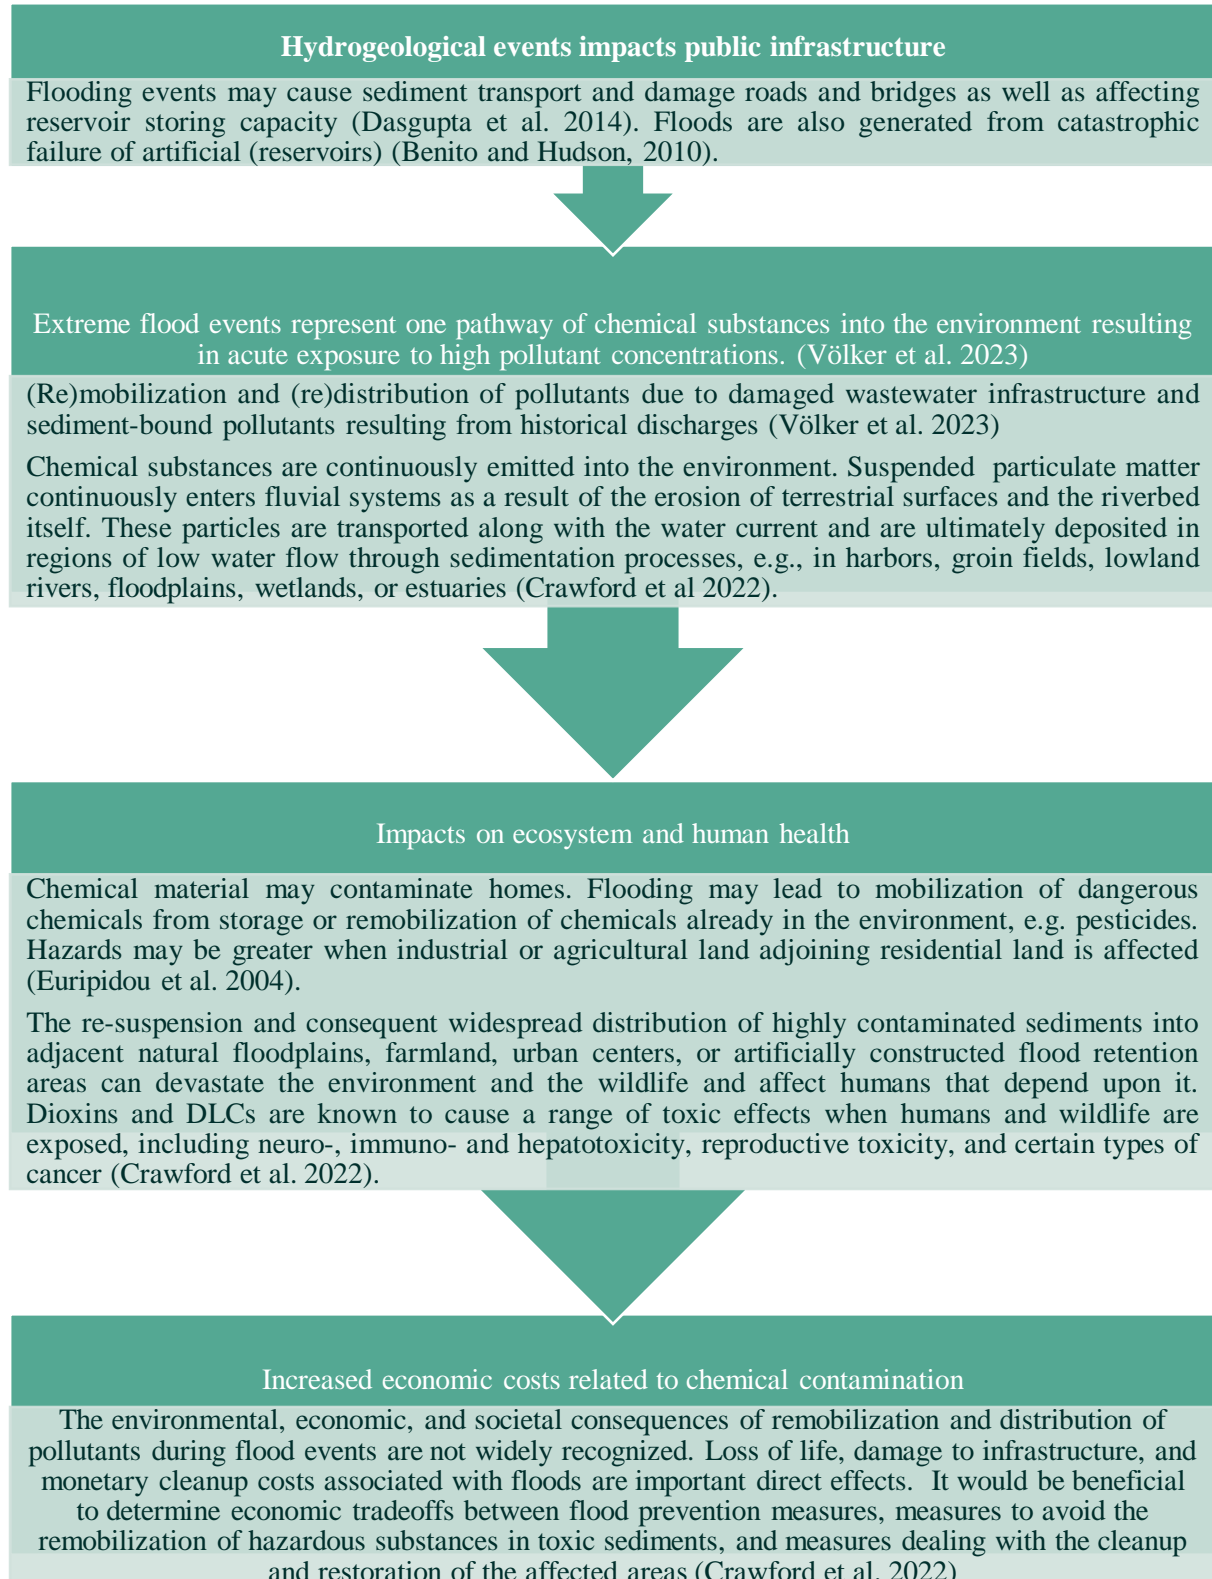 Hydrogeological events impacts public infrastructure
Flooding events may cause sediment transport and damage roads and bridges as well as affecting
reservoir storing capacity (Dasgupta et al. 2014). Floods are also generated from catastrophic
failure of artificial (reservoirs) (Benito and Hudson, 2010).
Extreme flood events represent one pathway of chemical substances into the environment resulting
in acute exposure to high pollutant concentrations. (Völker et al. 2023)
(Re)mobilization and (re)distribution of pollutants due to damaged wastewater infrastructure and
sediment-bound pollutants resulting from historical discharges (Völker et al. 2023)
Chemical substances are continuously emitted into the environment. Suspended particulate matter
continuously enters fluvial systems as a result of the erosion of terrestrial surfaces and the riverbed
itself. These particles are transported along with the water current and are ultimately deposited in
regions of low water flow through sedimentation processes, e.g., in harbors, groin fields, lowland
rivers, floodplains, wetlands, or estuaries (Crawford et al 2022).
Impacts on ecosystem and human health
Chemical material may contaminate homes. Flooding may lead to mobilization of dangerous
chemicals from storage or remobilization of chemicals already in the environment, e.g. pesticides.
Hazards may be greater when industrial or agricultural land adjoining residential land is affected
(Euripidou et al. 2004).
The re-suspension and consequent widespread distribution of highly contaminated sediments into
adjacent natural floodplains, farmland, urban centers, or artificially constructed flood retention
areas can devastate the environment and the wildlife and affect humans that depend upon it.
Dioxins and DLCs are known to cause a range of toxic effects when humans and wildlife are
exposed, including neuro-, immuno- and hepatotoxicity, reproductive toxicity, and certain types of
cancer (Crawford et al. 2022).
Increased economic costs related to chemical contamination
The environmental, economic, and societal consequences of remobilization and distribution of
pollutants during flood events are not widely recognized. Loss of life, damage to infrastructure, and
monetary cleanup costs associated with floods are important direct effects. It would be beneficial
to determine economic tradeoffs between flood prevention measures, measures to avoid the
remobilization of hazardous substances in toxic sediments, and measures dealing with the cleanup
and restoration of the affected areas (Crawford et al. 2022)